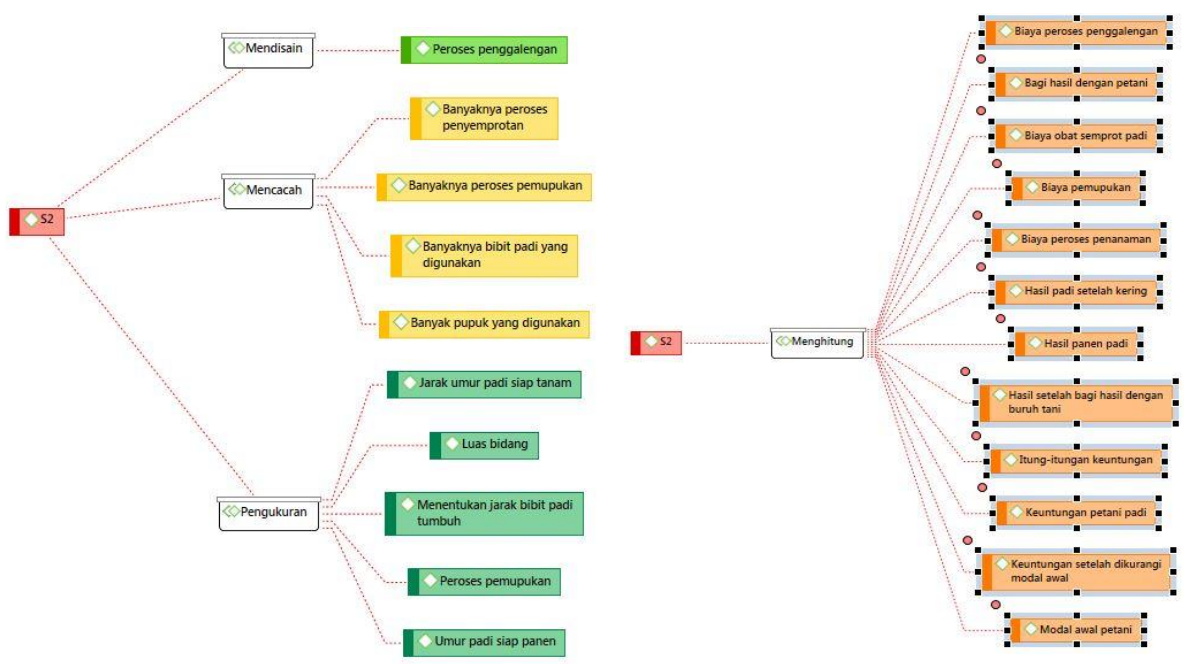 S2
Mendisain
Peroses penggalengan
Mencacah
Banyaknya peroses
penyemprotan
Banyaknya peroses pemupukan
Banyaknya bibit padi yang
digunakan
Banyak pupuk yang digunakan
Pengukuran
Jarak umur padi siap tanam
Luas bidang
Menentukan jarak bibit padi
tumbuh
Peroses pemupukan
Umur padi siap panen
S2
Menghitung
Biaya peroses penggalengan
Bagi hasil dengan petani
Biaya obat semprot padi
Biaya pemupukan
Biaya peroses penanaman
Hasil padi setelah kering
Hasil panen padi
Hasil setelah bagi hasil dengan
buruh tani
Itung-itungan keuntungan
Keuntungan petani padi
Keuntungan setelah dikurangi
modal awal
Modal awal petani